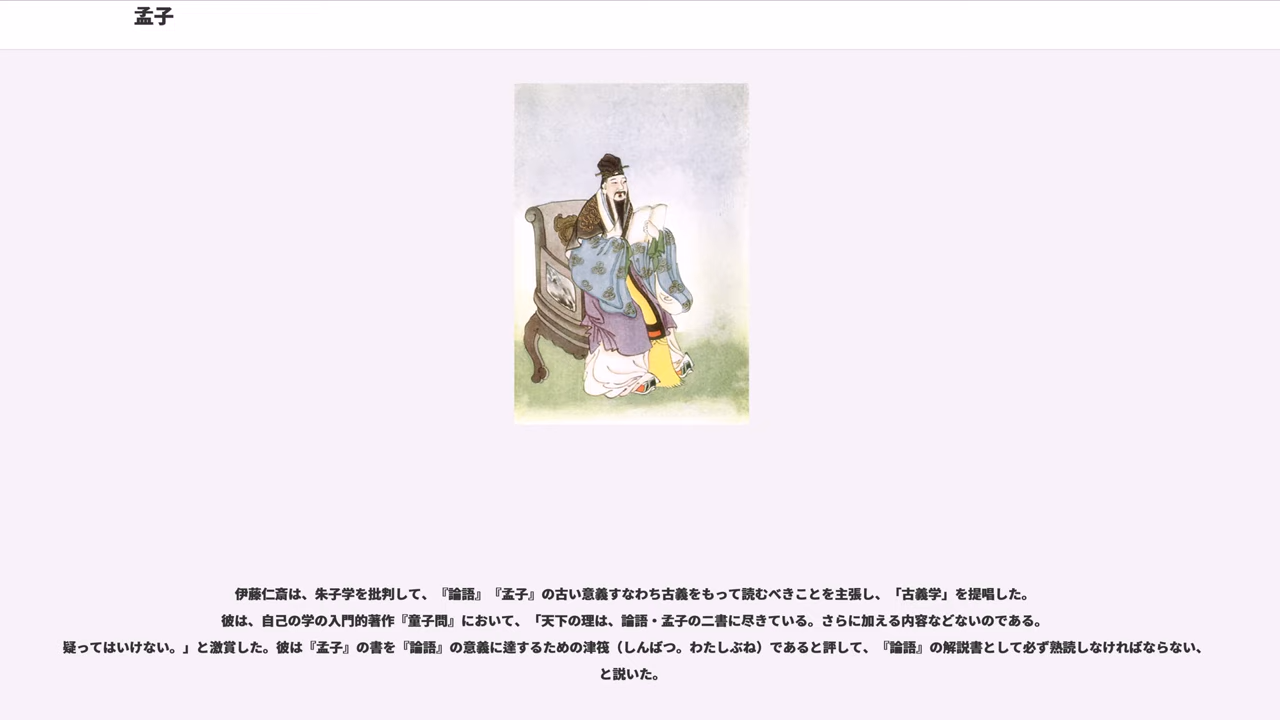 孟子
伊藤仁斎は、朱子学を批判して、『論語』『孟子』の古い意義すなわち古義をもって読むべきことを主張し、「古義学」を提唱した。
彼は、自己の学の入門的著作『童子問』において、「天下の理は、論語・孟子の二書に尽きている。さらに加える内容などないのである。
疑ってはいけない。」と激賞した。彼は『孟子』の書を『論語』の意義に達するための津筏（しんばつ。わたしぶね）であると評して、『論語』の解説書として必ず熟読しなければならない、
と説いた。